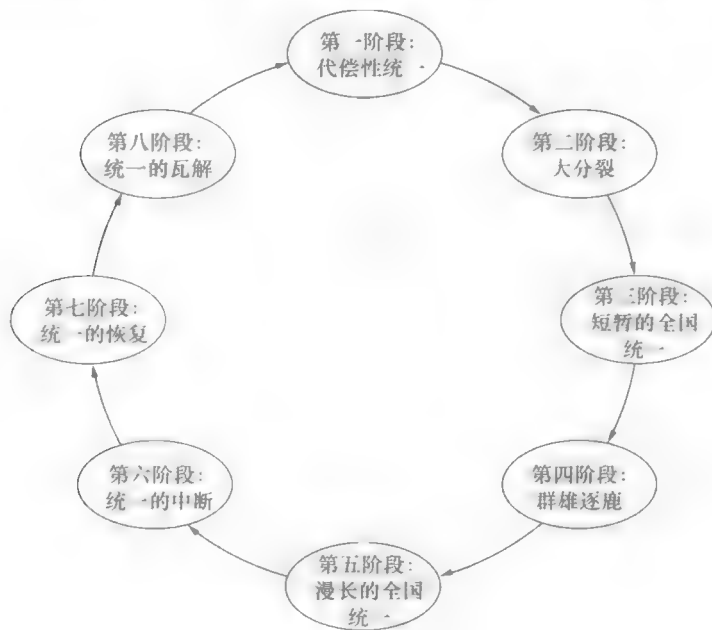 第一阶段：
代偿性统一
第二阶段：
大分裂
第三阶段：
短暂的全国
统一
第四阶段：
群雄逐鹿
第五阶段：
漫长的全国
统一
第六阶段：
统一的中断
第七阶段：
统一的恢复
第八阶段：
统一的瓦解